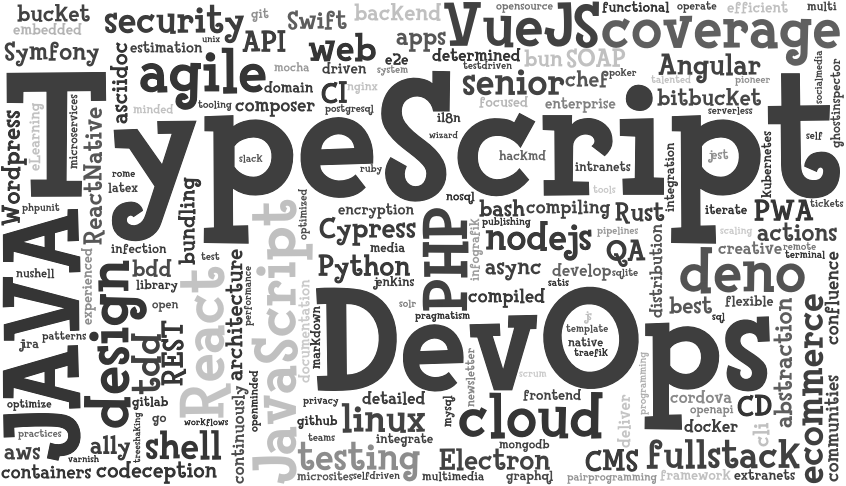 bucket
embedded
security
git
Swift
backend
opensource
functional
operate
efficient
multi
VueJS
coverage
Symfony
asciidoc
estimation
unix
API
web
apps
e2e
determined
bun
SOAP
Angular
socialmedia
agile
mocha
driven
system
testdriven
senior
chef
epoker
talented
pioneer
tooling
domain
CI
nginx
composer
postgresql
focused
enterprise
bitbucket
serverless
ghostinspector
TypeScript
Wordpress
eLearning
microservices
minded
il8n
wizard
self
ReactNative
slack
ruby
hackmd
intranets
jest
kubernetes
integration
rome
latex
tools
phpunit
bundling
optimized
encryption
nosql
bash
compiling
Rust
iterate
PWA
tickets
publishing
JAVA
JavaScript
Cypress
PHP
infografik
nodejs
pipelines
QA
scaling
actions
infection
test
media
distribution
creative
remote
terminal
confluence
nushell
experienced
design
bdd
library
architecture
performance
Python
jenkins
async
develop
sqlite
deno
React
documentation
solr
compiled
satis
best
flexible
open
markdown
pragmatism
sql
DevOps
js
template
native
traefik
jira
patterns
tdd
REST
abstraction
ecommerce
newsletter
scrum
programming
optimize
gitlab
continuously
openminded
privacy
detailed
mysql
frontend
cordova
openapi
CD
communities
go
treeshaking
workflows
github
linux
cloud
deliver
docker
cli
practices
teams
integrate
mongodb
aws
ally
shell
testing
Electron
CMS
fullstack
varnish
containers
codeception
microsites
selfdriven
multimedia
graphql
pairprogramming
framework
extranets